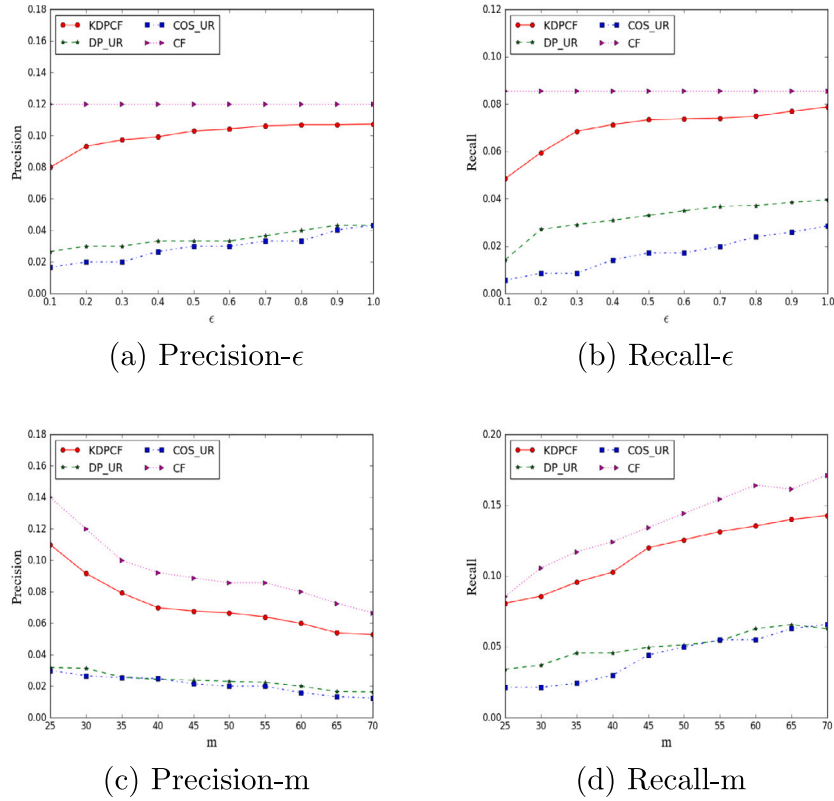 0.18
0.16
0.14
0.12
0.10
0.08
0.06
0.04
0.02
0.00
Precision
KDPCF
DP_UR
COS_UR
CF
0.1 0.2 0.3 0.4 0.5 0.6 0.7 0.8 0.9 1.0
ϵ
(a) Precision-ϵ
0.12
0.10
0.08
0.06
0.04
0.02
0.00
Recall
KDPCF
DP_UR
COS_UR
CF
0.1 0.2 0.3 0.4 0.5 0.6 0.7 0.8 0.9 1.0
ϵ
(b) Recall-ϵ
0.18
0.16
0.14
0.12
0.10
0.08
0.06
0.04
0.02
0.00
Precision
KDPCF
DP_UR
COS_UR
CF
25 30 35 40 45 50 55 60 65 70
m
(c) Precision-m
0.20
0.15
0.10
0.05
0.00
Recall
KDPCF
DP_UR
COS_UR
CF
25 30 35 40 45 50 55 60 65 70
m
(d) Recall-m